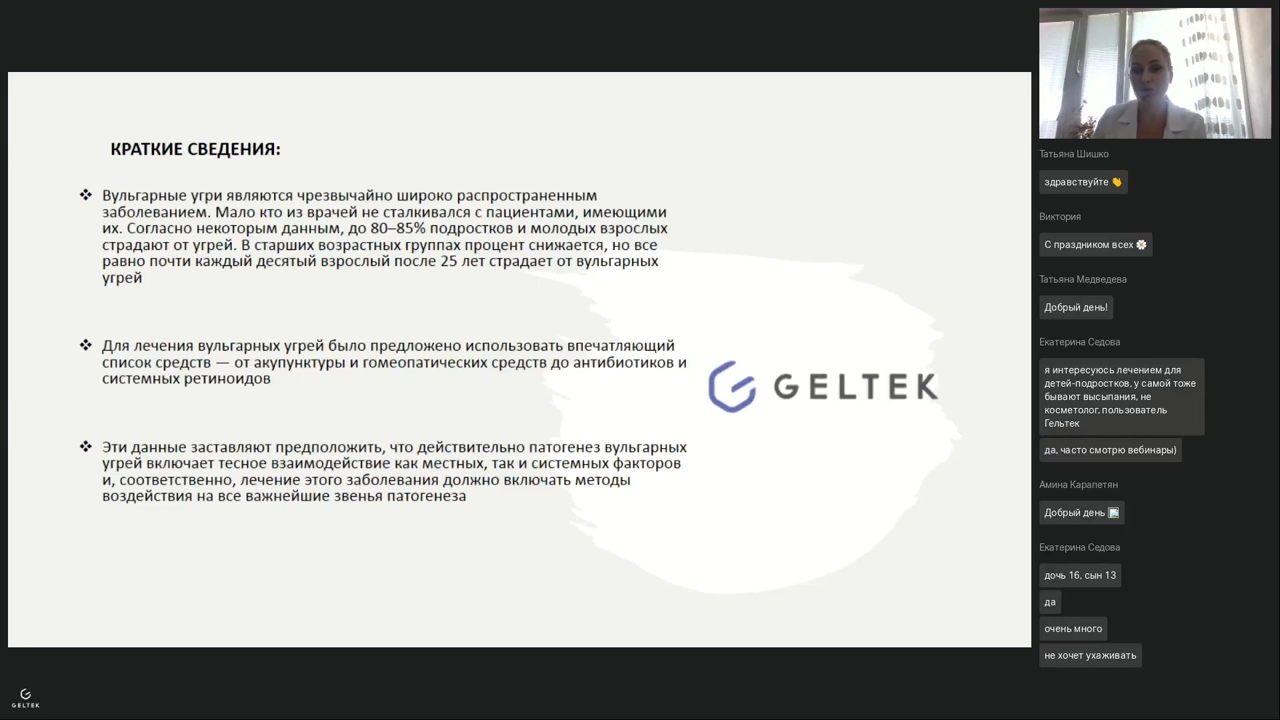 КРАТКИЕ СВЕДЕНИЯ:
❖ Вульгарные угри являются чрезвычайно широко распространенным
заболеванием. Мало кто из врачей не сталкивался с пациентами, имеющими
их. Согласно некоторым данным, до 80–85% подростков и молодых взрослых
страдают от угрей. В старших возрастных группах процент снижается, но все
равно почти каждый десятый взрослый после 25 лет страдает от вульгарных
угрей
❖ Для лечения вульгарных угрей было предложено использовать впечатляющий
список средств — от акупунктуры и гомеопатических средств до антибиотиков и
системных ретиноидов
❖ Эти данные заставляют предположить, что действительно патогенез вульгарных
угрей включает тесное взаимодействие как местных, так и системных факторов
и, соответственно, лечение этого заболевания должно включать методы
воздействия на все важнейшие звенья патогенеза
GELTEK
GELTEK
Татьяна Шишко
здравствуйте 👏
Виктория
С праздником всех 🌼
Татьяна Медведева
Добрый день!
Екатерина Седова
я интересуюсь лечением для
детей-подростков, у самой тоже
бывают высыпания, не
косметолог, пользователь
Гельтек
да, часто смотрю вебинары)
Амина Карапетян
Добрый день
Екатерина Седова
дочь 16, сын 13
да
очень много
не хочет ухаживать